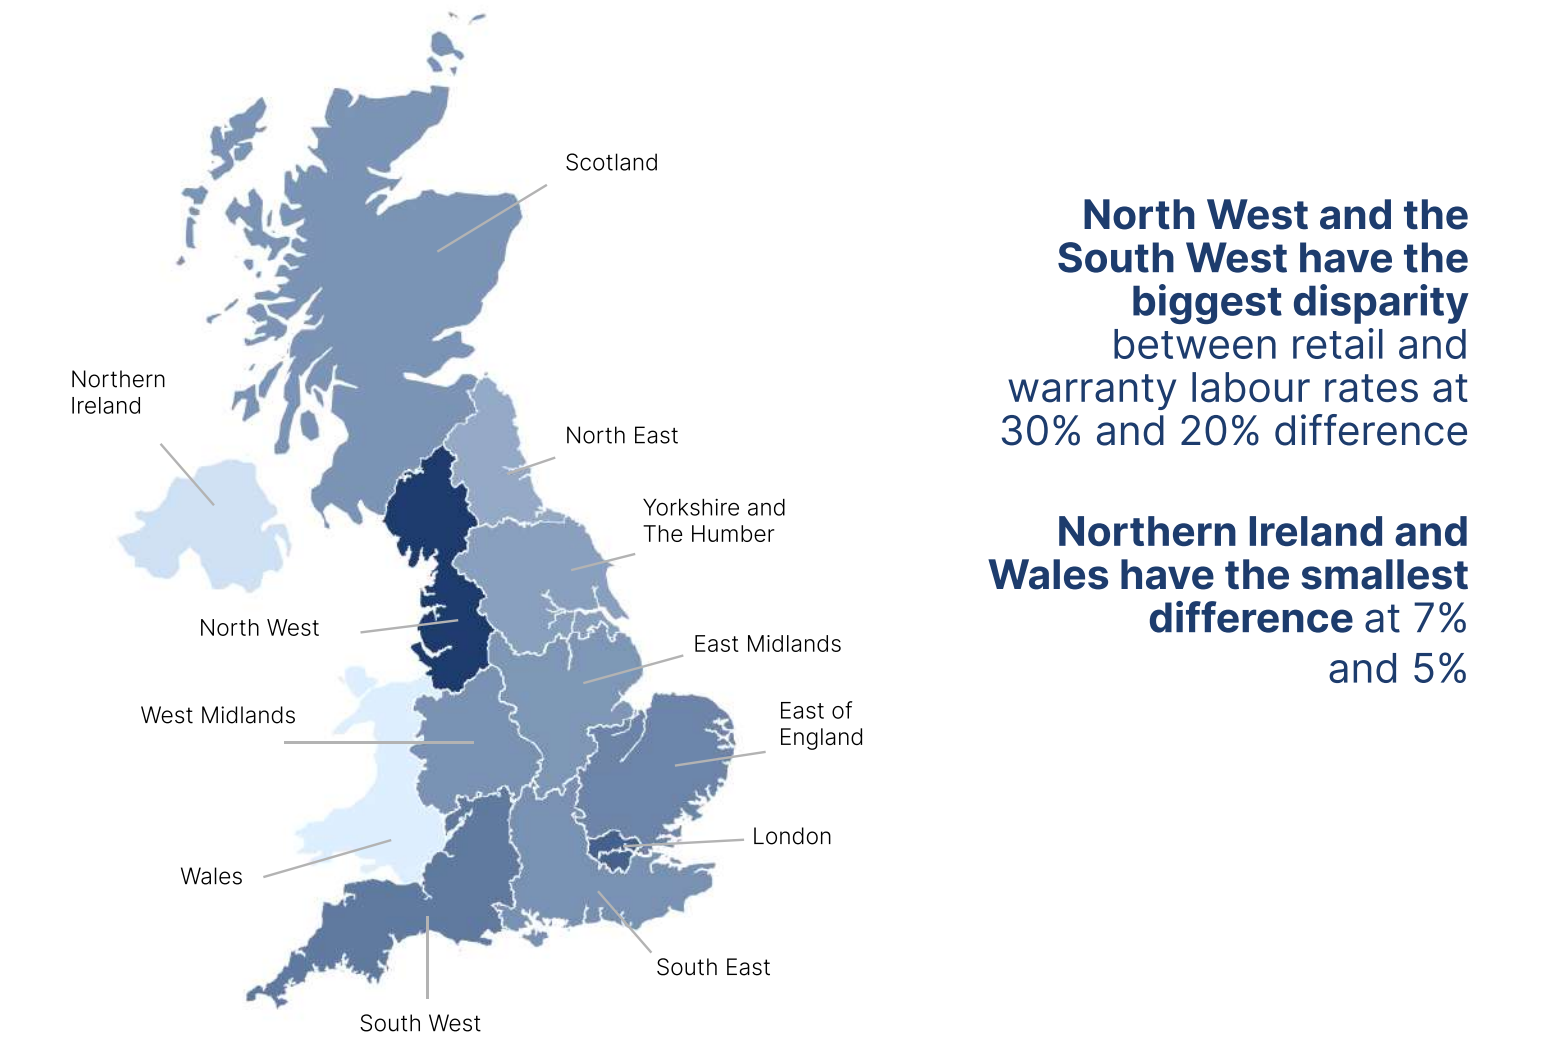 Scotland
Northern
Ireland
North East
Yorkshire and
The Humber
North West
East Midlands
West Midlands
East of
England
London
Wales
South East
South West
North West and the
South West have the
biggest disparity
between retail and
warranty labour rates at
30% and 20% difference
Northern Ireland and
Wales have the smallest
difference at 7%
and 5%